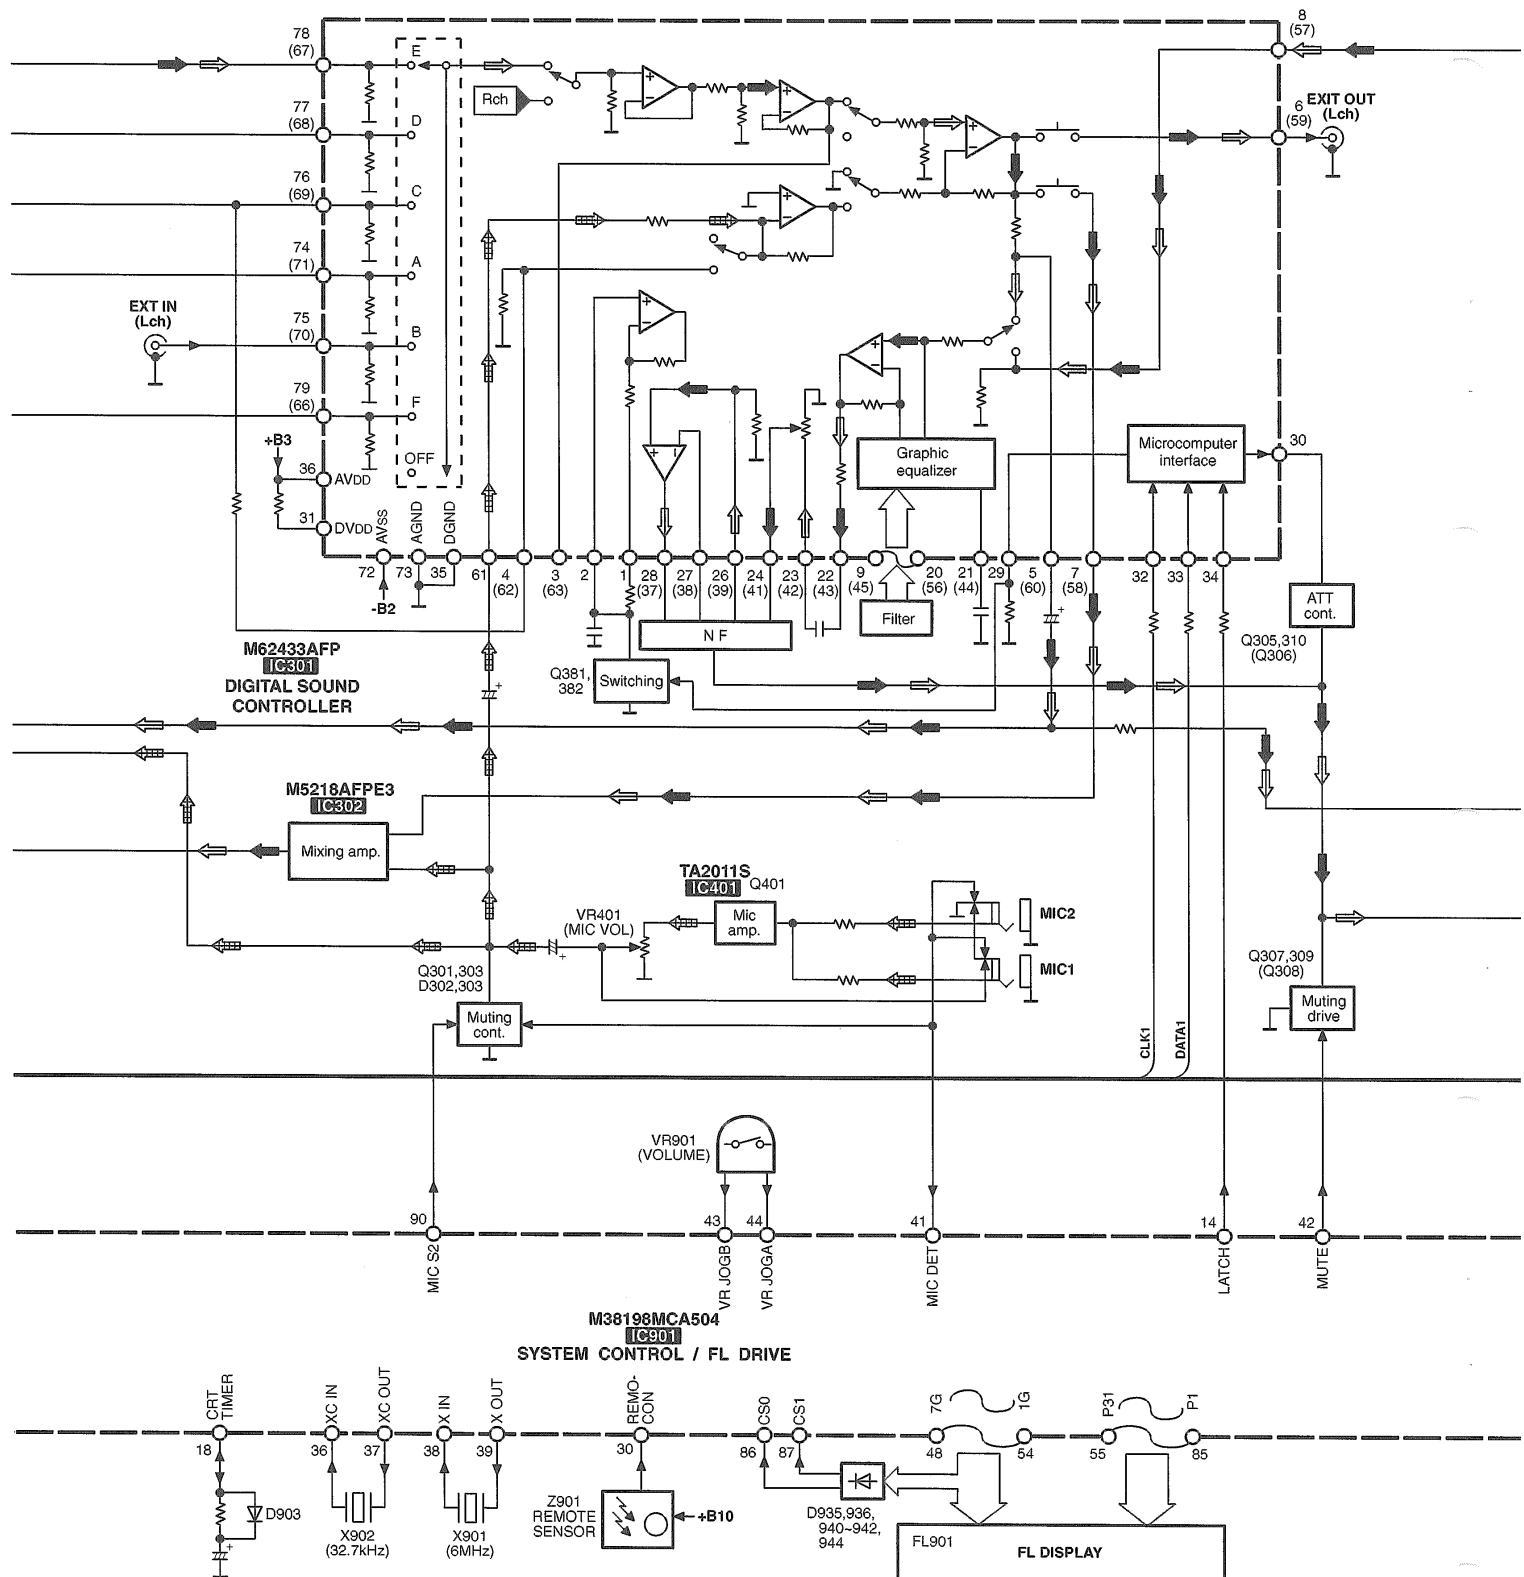 78
(67)
E
Rch
8
(57)
6
(59)
EXIT OUT
(Lch)
77
(68)
D
76
(69)
C
74
(71)
A
EXT IN
(Lch)
75
(70)
B
79
(66)
F
+B3
OFF
36
AVDD
31
DVDD
AVSS
AGND
DGND
72
73
35
61
4
(62)
3
(63)
2
1
28
(37)
27
(38)
26
(39)
24
(41)
23
(42)
22
(43)
9
(45)
20
(56)
21
(44)
29
5
(60)
7
(58)
32
33
34
30
-B2
Graphic
equalizer
Microcomputer
interface
Filter
N F
ATT
cont.
Q305,310
(Q306)
Q381,
382
Switching
M62433AFP
IC301
DIGITAL SOUND
CONTROLLER
M5218AFPE3
IC302
Mixing amp.
TA2011S
IC401
Q401
Mic
amp.
VR401
(MIC VOL)
MIC2
MIC1
Q301,303
D302,303
Muting
cont.
Q307,309
(Q308)
Muting
drive
CLK1
DATA1
VR901
(VOLUME)
90
43
44
41
14
42
MIC S2
VR JOGB
VR JOGA
MIC DET
LATCH
MUTE
M38198MCA504
IC901
SYSTEM CONTROL / FL DRIVE
CRT
TIMER
XC IN
XC OUT
X IN
X OUT
REMO-
CON
CS0
CS1
7G
1G
P31
P1
18
36
37
38
39
30
86
87
48
54
55
85
D903
X902
(32.7kHz)
X901
(6MHz)
Z901
REMOTE
SENSOR
+B10
D935,936,
940~942,
944
FL901
FL DISPLAY